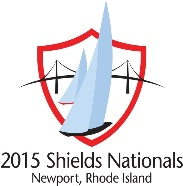 2015 Shields Nationals
Newport, Rhode Island